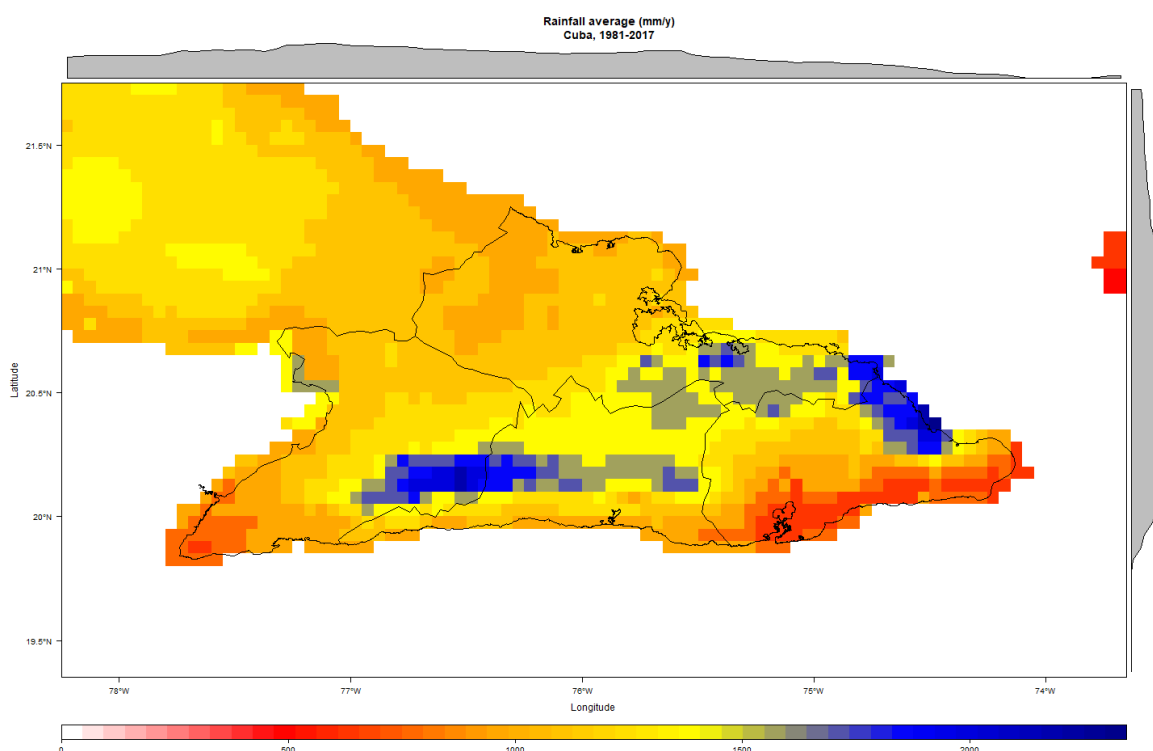 Rainfall average (mm/y)
Cuba, 1981-2017
21.5°N
21°N
20.5°N
20°N
19.5°N
Latitude
78°W 77°W 76°W 75°W 74°W
Longitude
0 500 1000 1500 2000